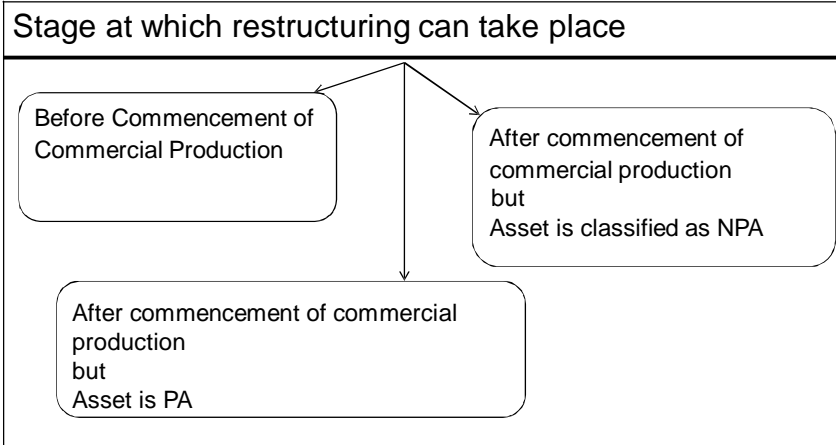 Stage at which restructuring can take place
Before Commencement of
Commercial Production
After commencement of
commercial production
but
Asset is classified as NPA
After commencement of commercial
production
but
Asset is PA